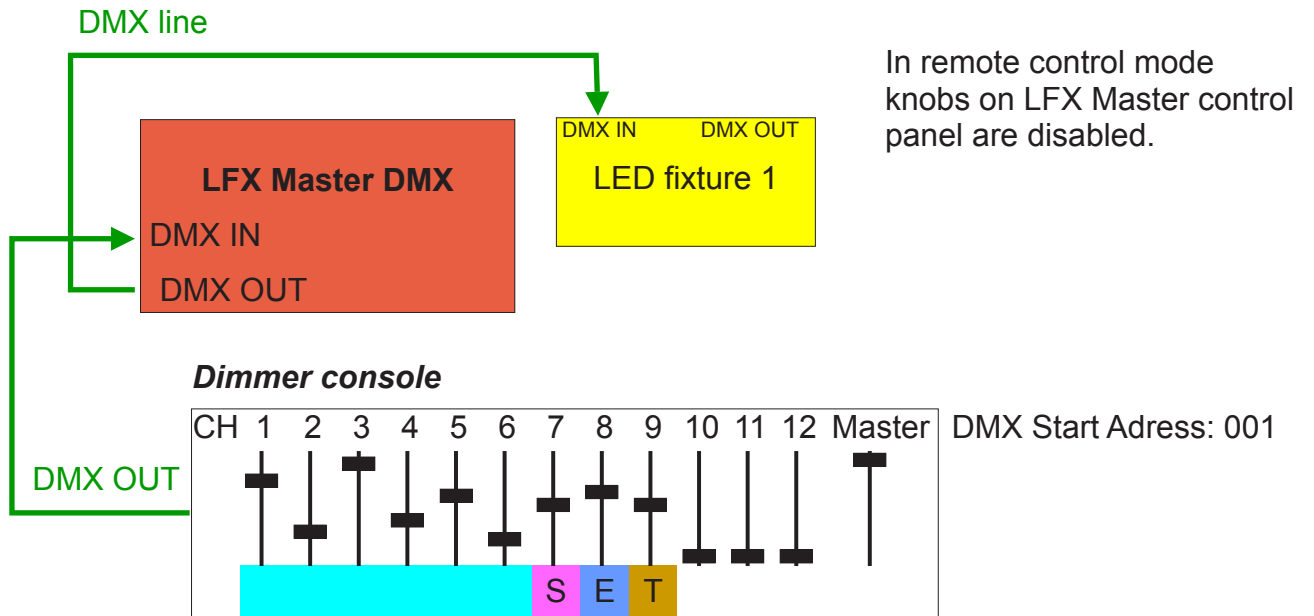 DMX line
In remote control mode
knobs on LFX Master control
panel are disabled.
DMX IN DMX OUT
LED fixture 1
LFX Master DMX
DMX IN
DMX OUT
Dimmer console
CH 1 2 3 4 5 6 7 8 9 10 11 12 Master
DMX Start Adress: 001
DMX OUT
S E T